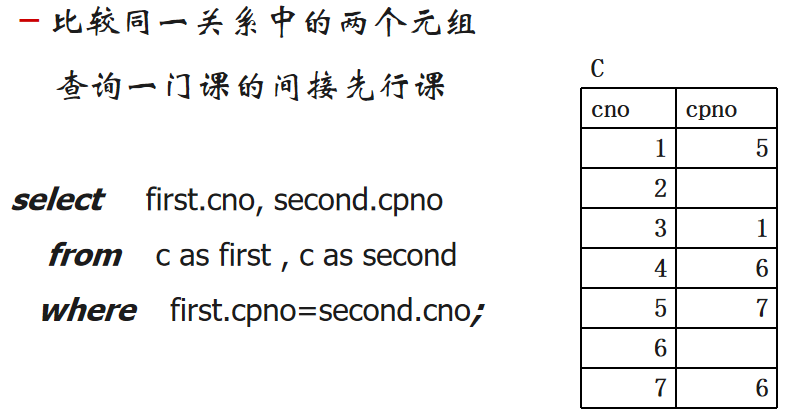 – 比较同一关系中的两个元组
查询一门课的间接先行课
select first.cno, second.cpno
from c as first , c as second
where first.cpno=second.cno;
C
cno cpno
1 5
2
3 1
4 6
5 7
6
7 6